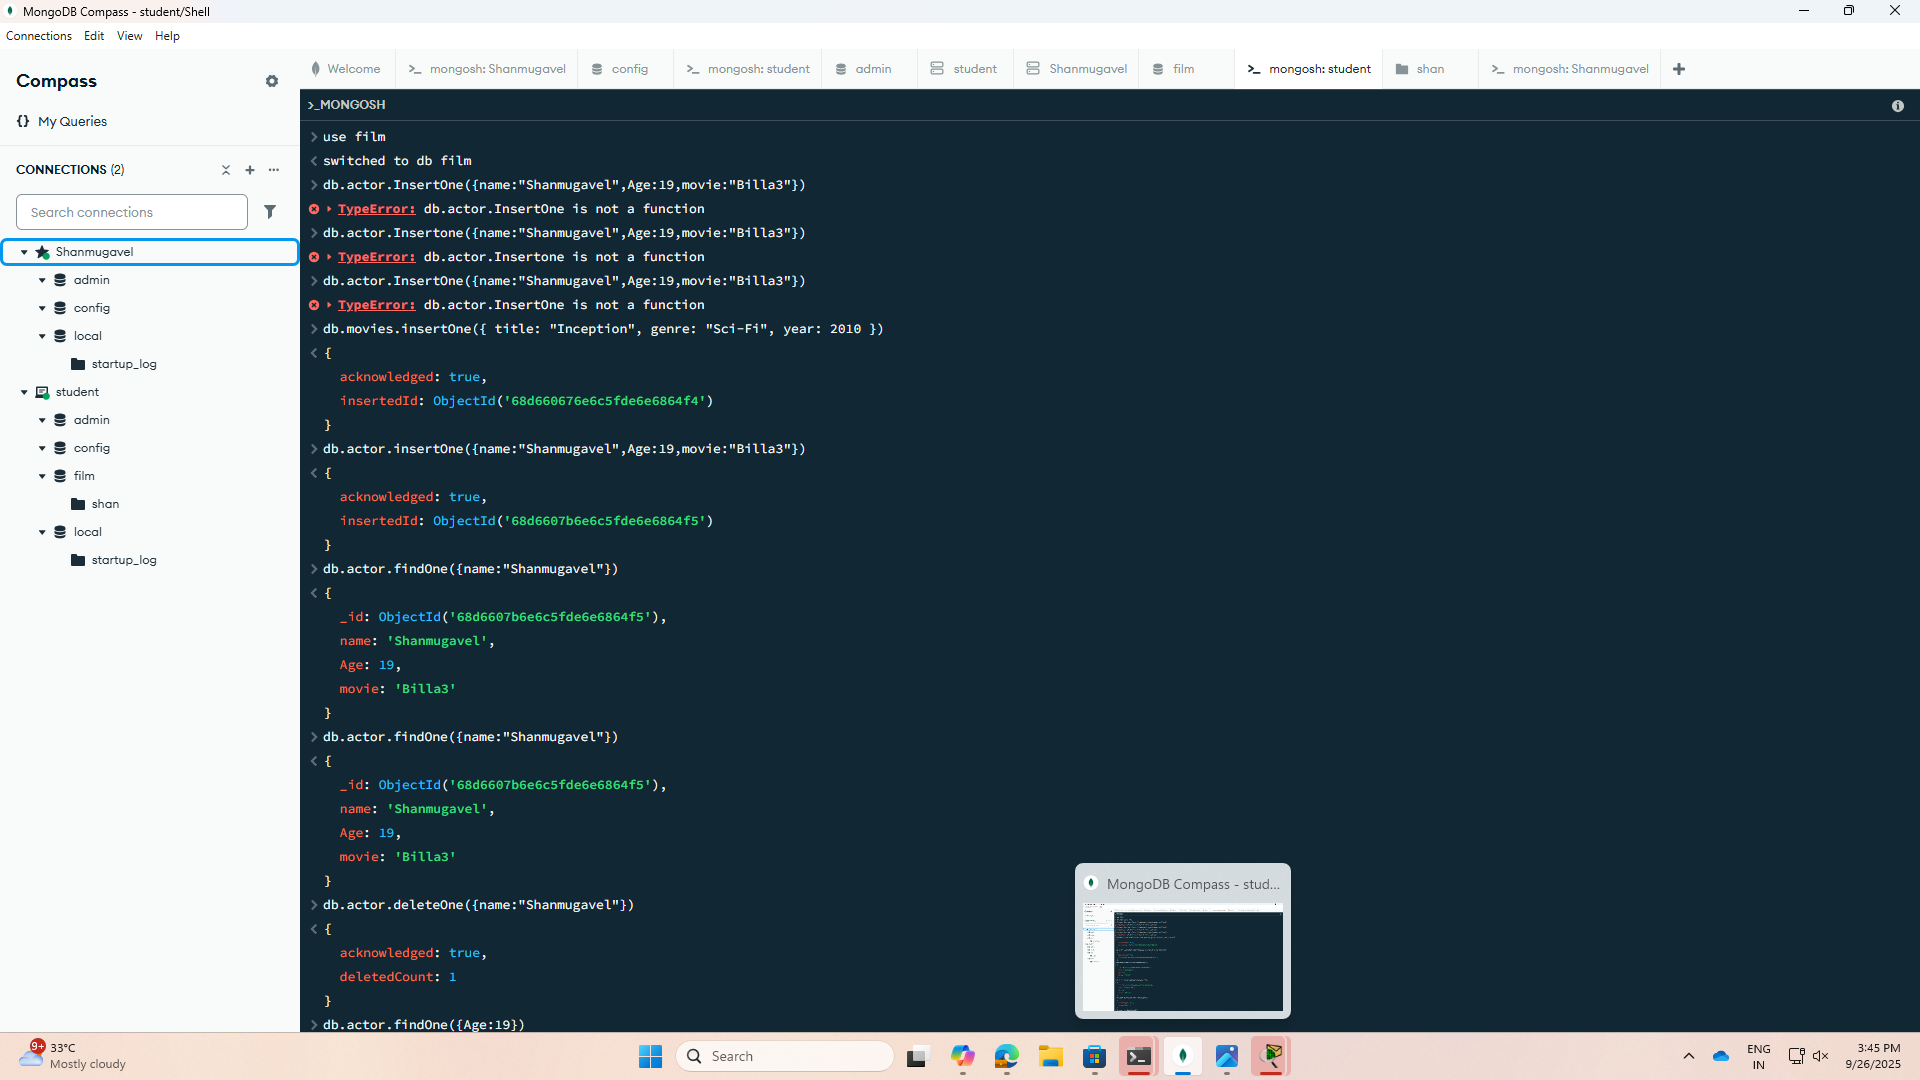 MongoDB Compass - student/Shell
Connections Edit View Help
Compass
{} My Queries
CONNECTIONS (2)
Search connections
Shanmugavel
admin
config
local
startup_log
student
admin
config
film
shan
local
startup_log
Welcome
>_ mongosh: Shanmugavel
config
>_ mongosh: student
admin
student
Shanmugavel
film
>_ mongosh: student
shan
>_ mongosh: Shanmugavel
>_MONGOSH
> use film
< switched to db film
> db.actor.InsertOne({name:"Shanmugavel",Age:19,movie:"Billa3"})
TypeError: db.actor.InsertOne is not a function
> db.actor.Insertone({name:"Shanmugavel",Age:19,movie:"Billa3"})
TypeError: db.actor.Insertone is not a function
> db.actor.InsertOne({name:"Shanmugavel",Age:19,movie:"Billa3"})
TypeError: db.actor.InsertOne is not a function
> db.movies.insertOne({ title: "Inception", genre: "Sci-Fi", year: 2010 })
< {
acknowledged: true,
insertedId: ObjectId('68d660676e6c5fde6e6864f4')
}
> db.actor.insertOne({name:"Shanmugavel",Age:19,movie:"Billa3"})
< {
acknowledged: true,
insertedId: ObjectId('68d6607b6e6c5fde6e6864f5')
}
> db.actor.findOne({name:"Shanmugavel"})
< {
_id: ObjectId('68d6607b6e6c5fde6e6864f5'),
name: 'Shanmugavel',
Age: 19,
movie: 'Billa3'
}
> db.actor.findOne({name:"Shanmugavel"})
< {
_id: ObjectId('68d6607b6e6c5fde6e6864f5'),
name: 'Shanmugavel',
Age: 19,
movie: 'Billa3'
}
> db.actor.deleteOne({name:"Shanmugavel"})
< {
acknowledged: true,
deletedCount: 1
}
> db.actor.findOne({Age:19})
MongoDB Compass - stud...
9+
33°C
Mostly cloudy
Search
ENG
IN
3:45 PM
9/26/2025